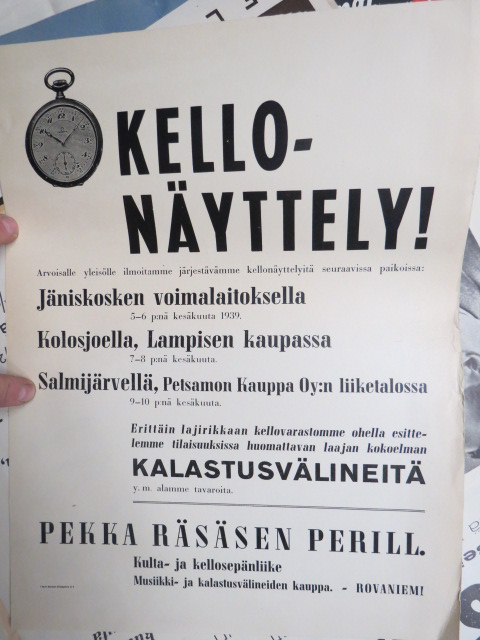 KELLO-
NÄYTTELY!
Arvoisalle yleisölle ilmoitamme järjestävämme kellonäyttelyitä seuraavissa paikoissa:
Jäniskosken voimalaitoksella
5–6 p:nä kesäkuuta 1939.
Kolosjoella, Lampisen kaupassa
7–8 p:nä kesäkuuta.
Salmijärvellä, Petsamon Kauppa Oy:n liiketalossa
9–10 p:nä kesäkuuta.
Erittäin lajirikkaan kellovarastomme ohella esitte-
lemme tilaisuuksissa huomattavan laajan kokoelman
KALASTUSVÄLINEITÄ
y. m. alamme tavaroita.
PEKKA RÄSÄSEN PERILL.
Kulta- ja kellosepänliike
Musiikki- ja kalastusvälineiden kauppa. - ROVANIEMI